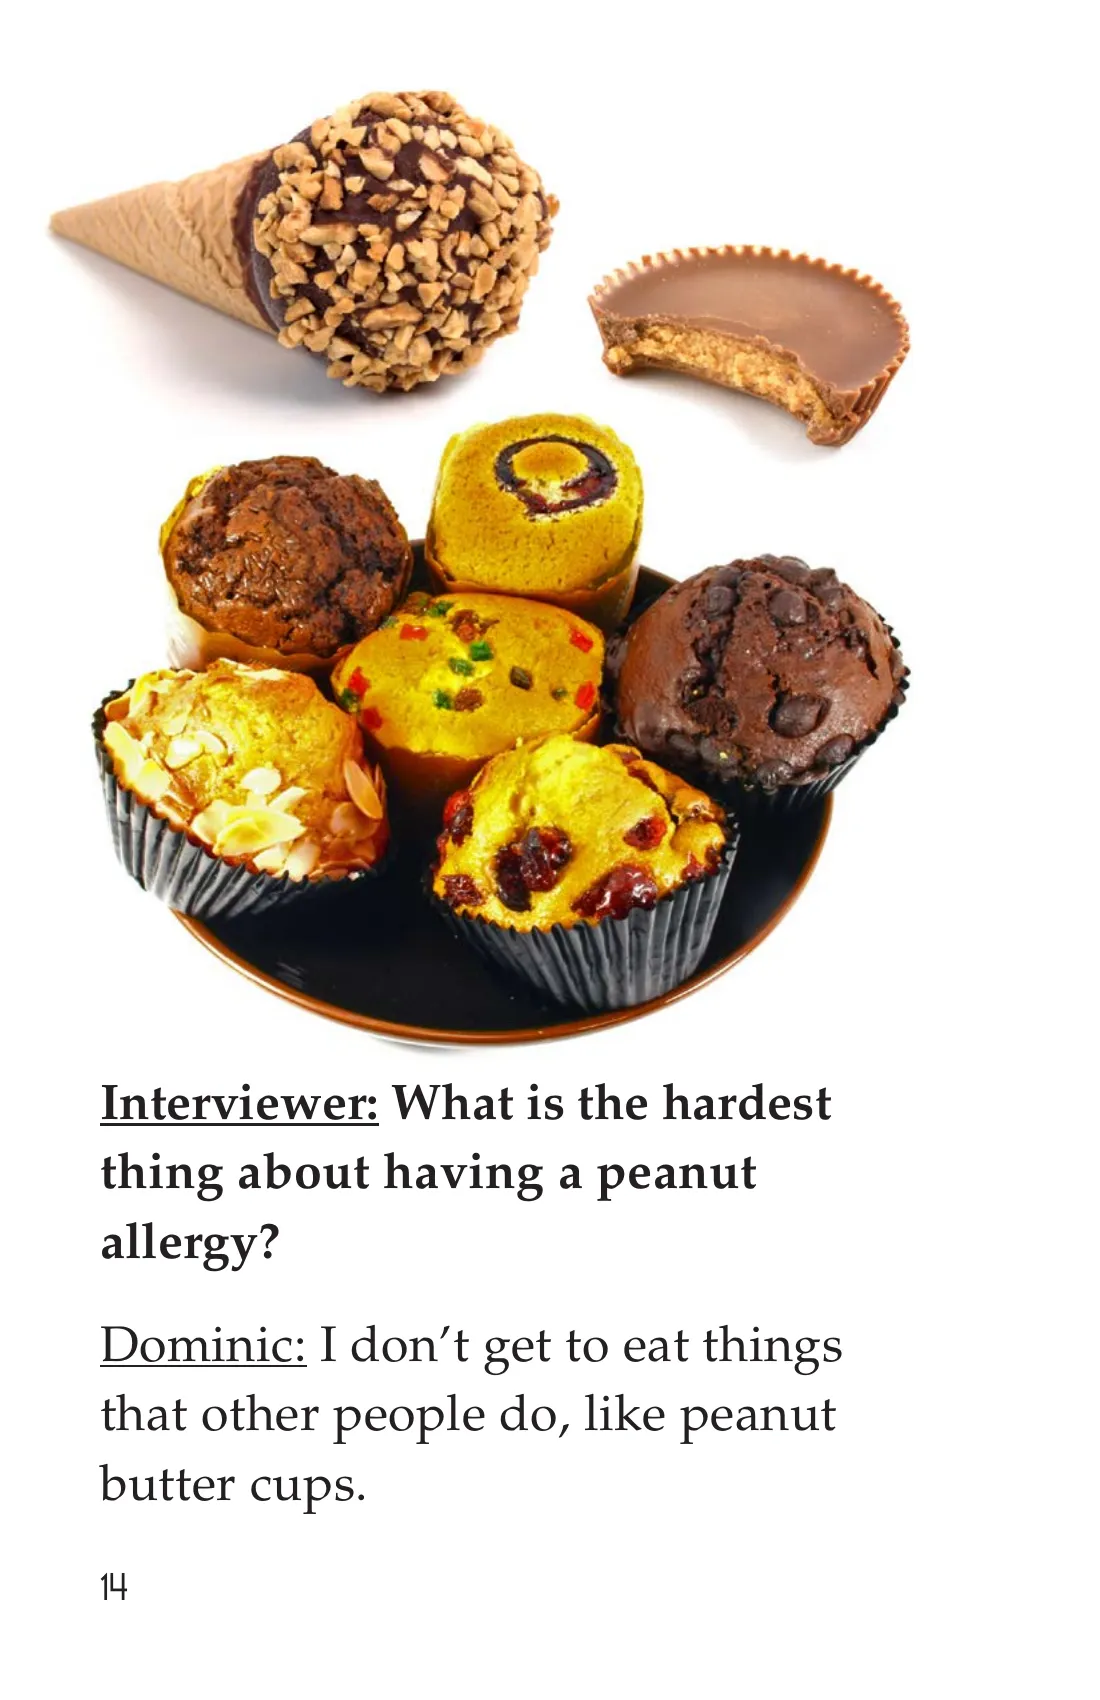 Interviewer: What is the hardest
thing about having a peanut
allergy?
Dominic: I don’t get to eat things
that other people do, like peanut
butter cups.
14